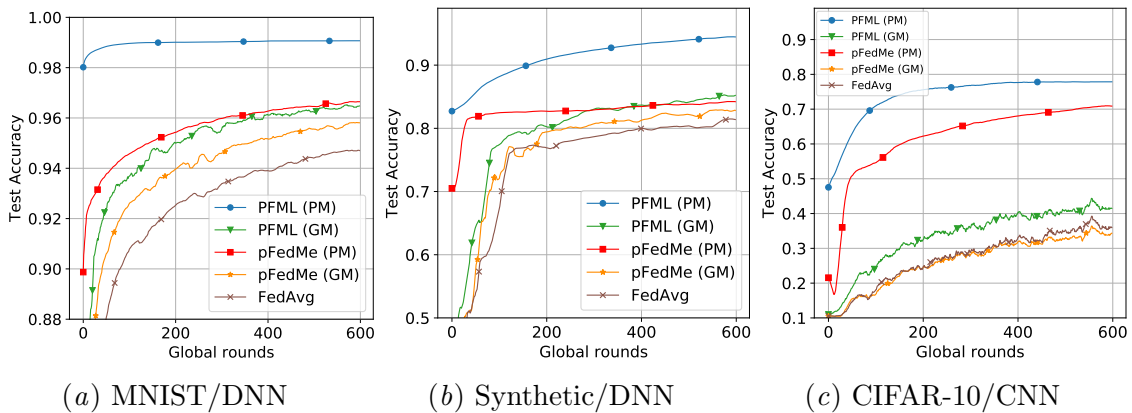 1.00
0.98
0.96
0.94
0.92
0.90
0.88
Test Accuracy
0
200
400
600
Global rounds
PFML (PM)
PFML (GM)
pFedMe (PM)
pFedMe (GM)
FedAvg
(a) MNIST/DNN
0.9
0.8
0.7
0.6
0.5
Test Accuracy
0
200
400
600
Global rounds
PFML (PM)
PFML (GM)
pFedMe (PM)
pFedMe (GM)
FedAvg
(b) Synthetic/DNN
0.9
0.8
0.7
0.6
0.5
0.4
0.3
0.2
0.1
Test Accuracy
0
200
400
600
Global rounds
PFML (PM)
PFML (GM)
pFedMe (PM)
pFedMe (GM)
FedAvg
(c) CIFAR-10/CNN